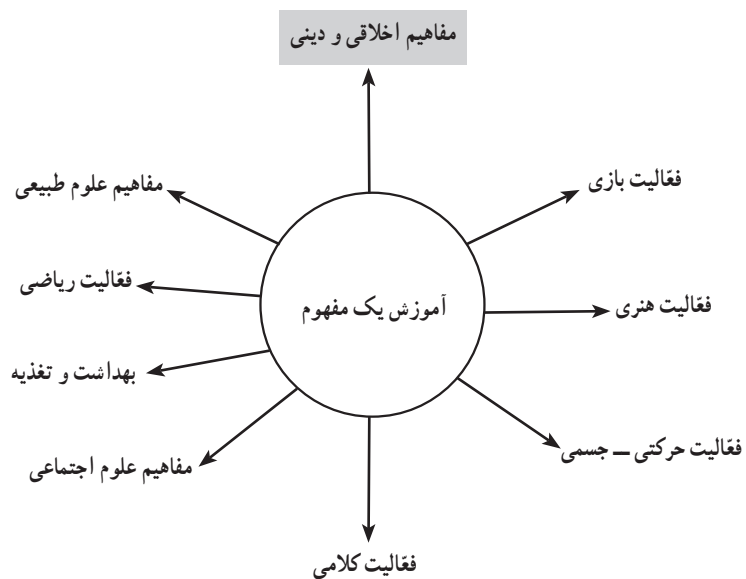 مفاهیم اخلاقی و دینی
فعّالیت بازی
مفاهیم علوم طبیعی
فعّالیت ریاضی
فعّالیت هنری
آموزش یک مفهوم
بهداشت و تغذیه
فعّالیت حرکتی ــ جسمی
مفاهیم علوم اجتماعی
فعّالیت کلامی